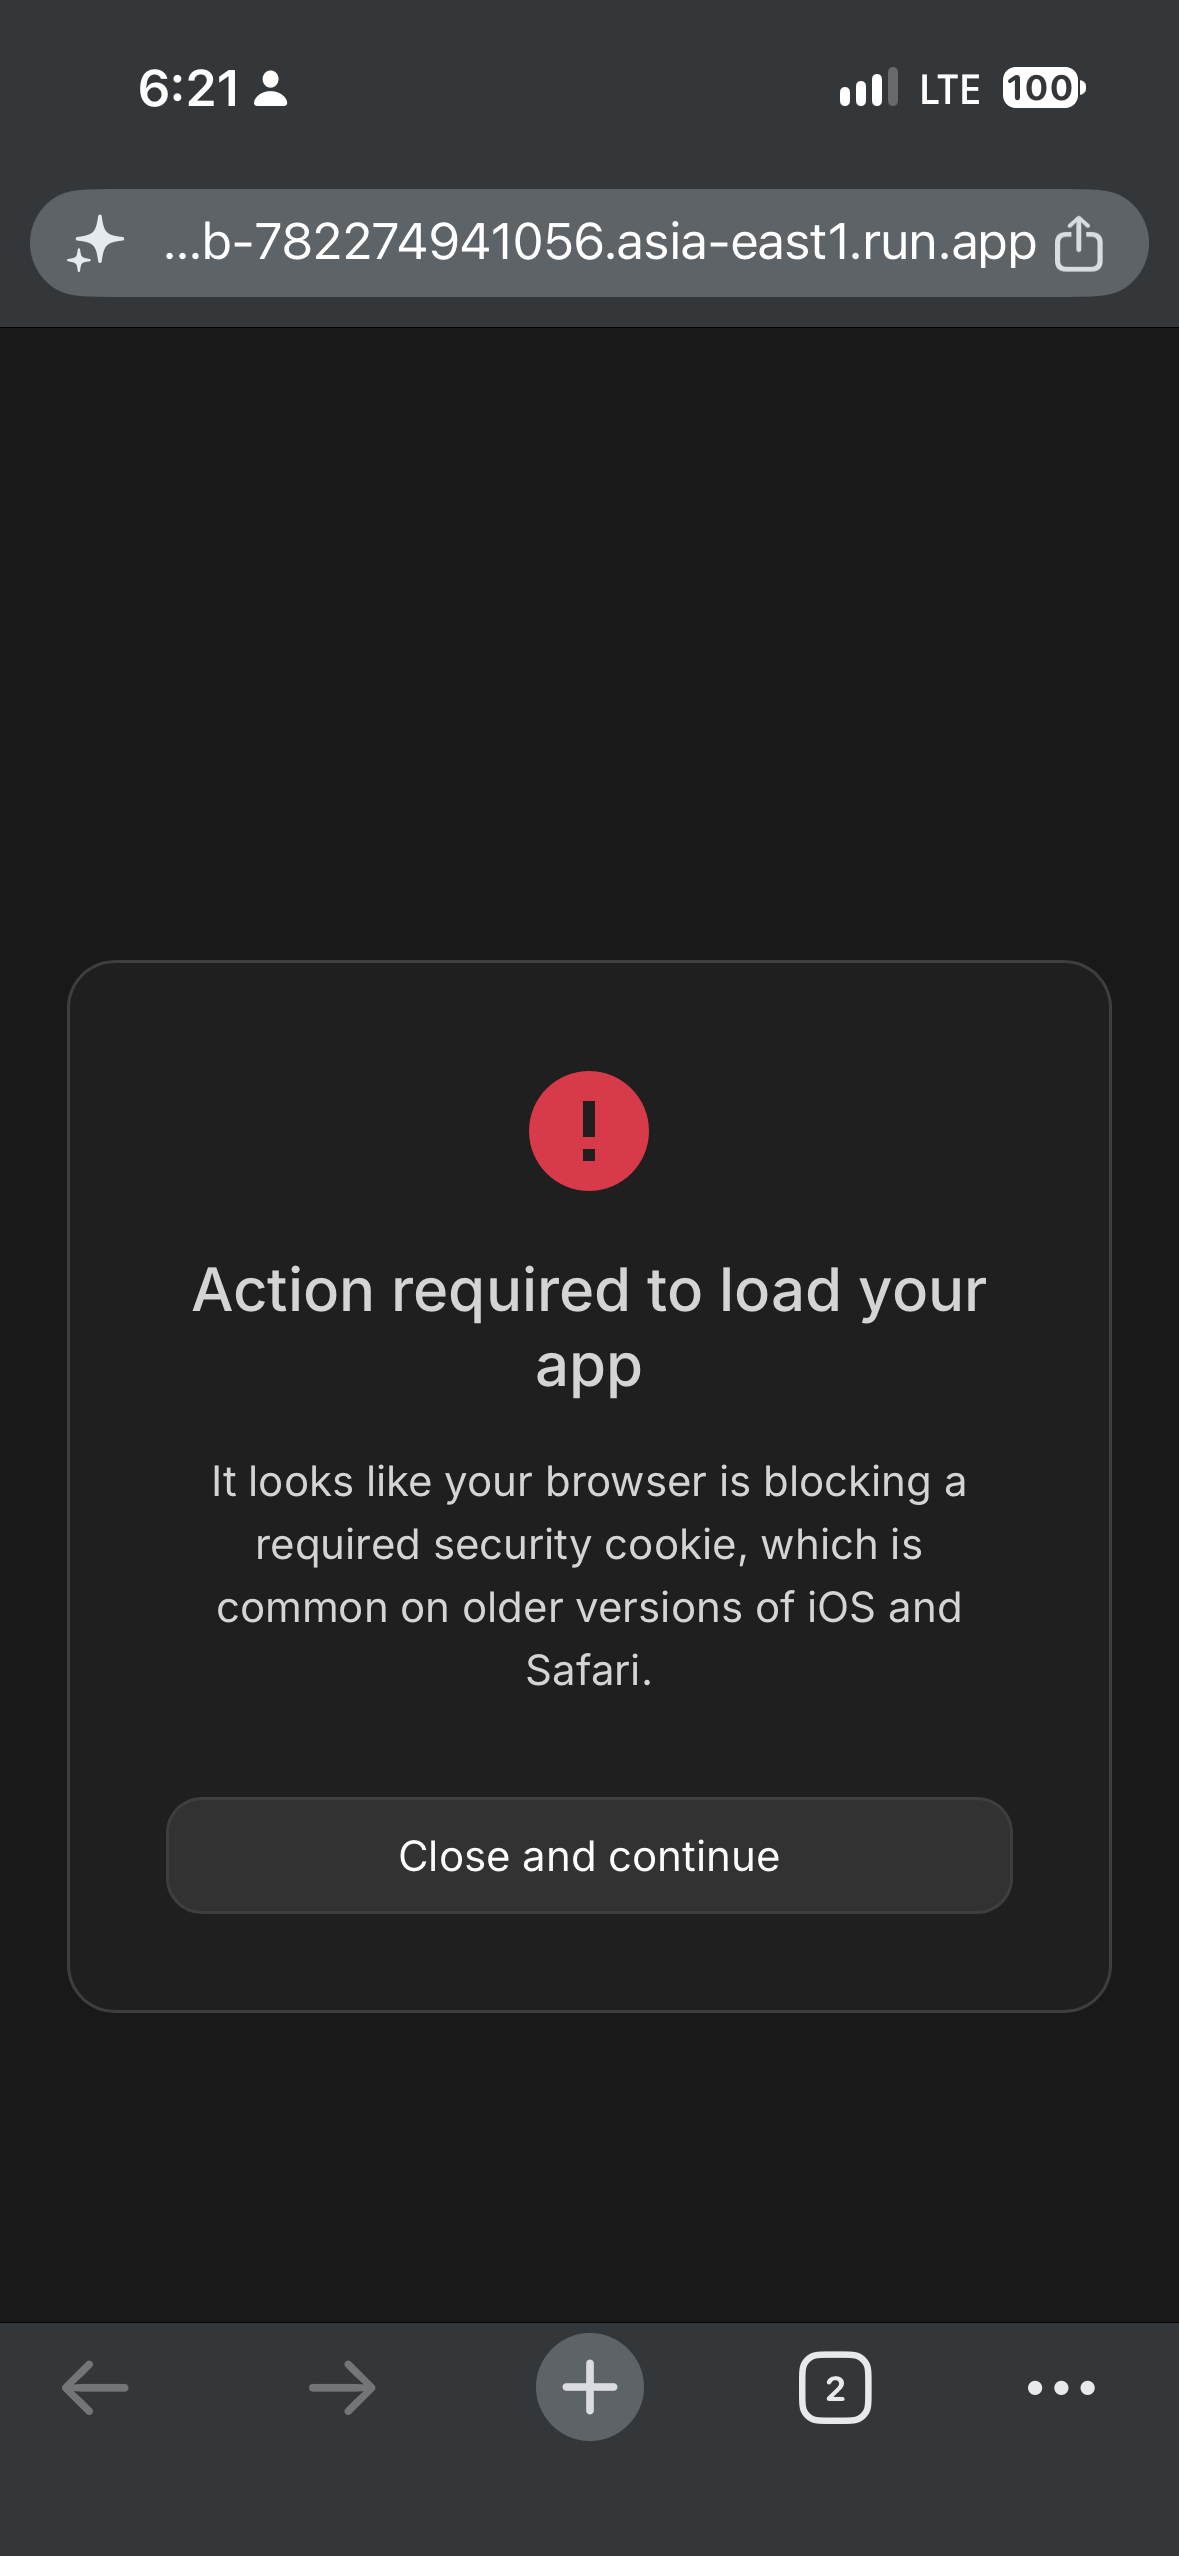 6:21
LTE
100
...b-782274941056.asia-east1.run.app
Action required to load your
app
It looks like your browser is blocking a
required security cookie, which is
common on older versions of iOS and
Safari.
Close and continue
2